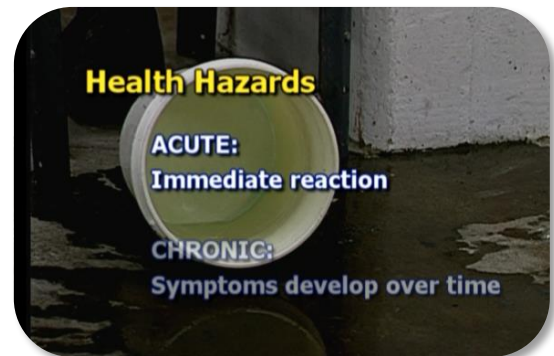 Health Hazards
ACUTE:
Immediate reaction
CHRONIC:
Symptoms develop over time